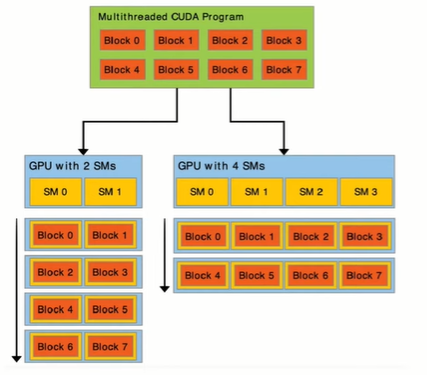 Multithreaded CUDA Program
Block 0 Block 1 Block 2 Block 3
Block 4 Block 5 Block 6 Block 7
GPU with 2 SMs
SM 0 SM 1
Block 0 Block 1
Block 2 Block 3
Block 4 Block 5
Block 6 Block 7
GPU with 4 SMs
SM 0 SM 1 SM 2 SM 3
Block 0 Block 1 Block 2 Block 3
Block 4 Block 5 Block 6 Block 7